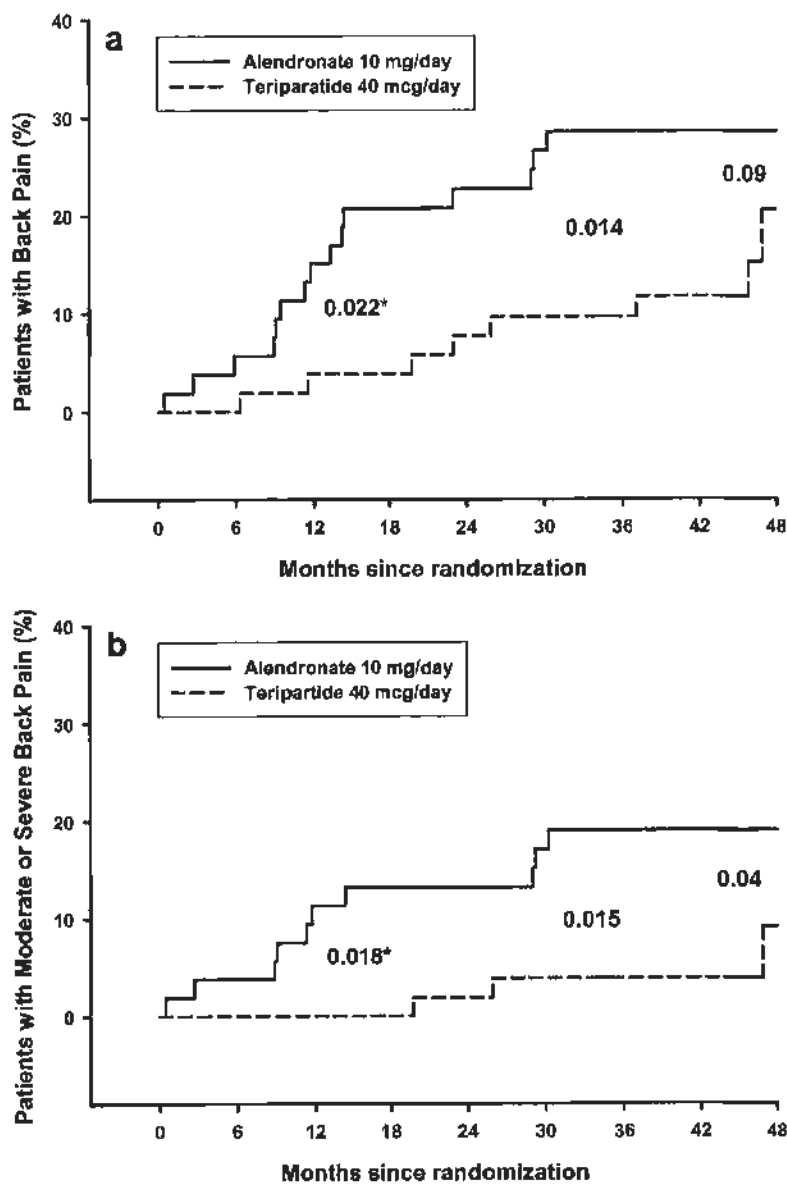 a
Alendronate 10 mg/day
Teriparatide 40 mcg/day
Patients with Back Pain (%)
40
30
20
10
0
0.022*
0.014
0.09
0 6 12 18 24 30 36 42 48
Months since randomization
b
Alendronate 10 mg/day
Teripartide 40 mcg/day
Patients with Moderate or Severe Back Pain (%)
40
30
20
10
0
0.018*
0.015
0.04
0 6 12 18 24 30 36 42 48
Months since randomization